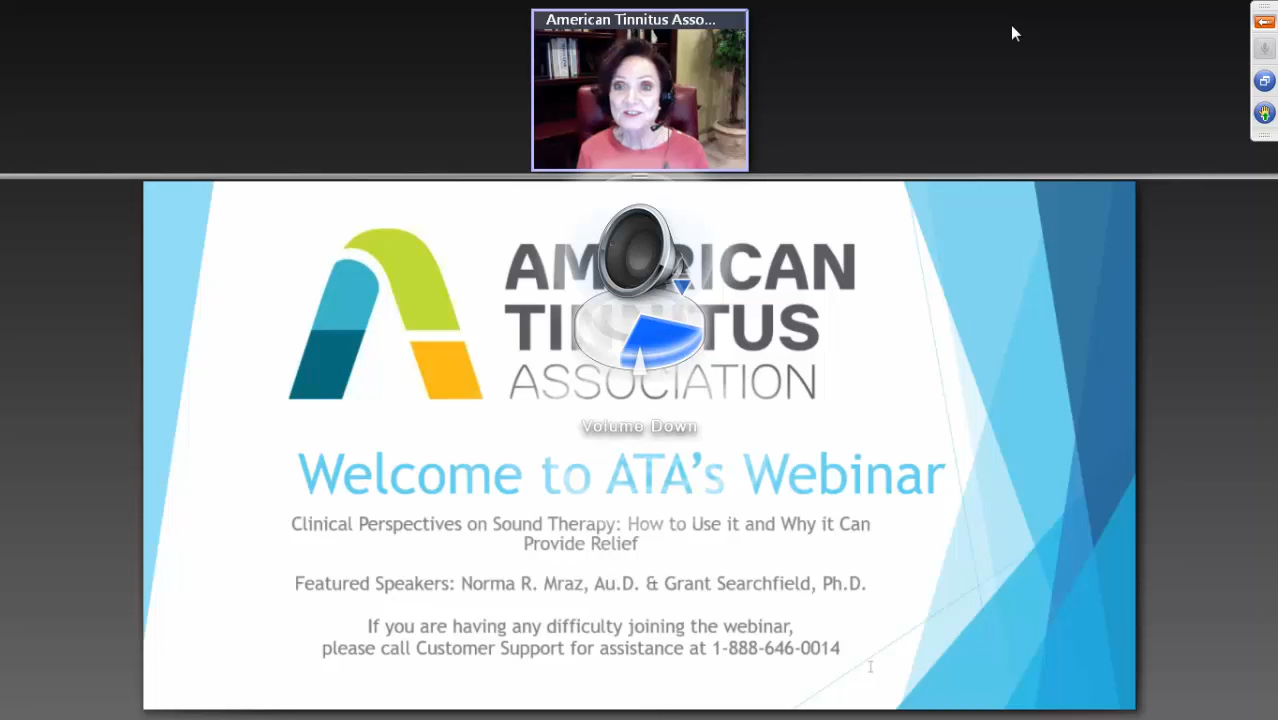 American Tinnitus Asso...
AMERICAN
TINNITUS
ASSOCIATION
Volume Down
Welcome to ATA's Webinar
Clinical Perspectives on Sound Therapy: How to Use it and Why it Can
Provide Relief
Featured Speakers: Norma R. Mraz, Au.D. & Grant Searchfield, Ph.D.
If you are having any difficulty joining the webinar,
please call Customer Support for assistance at 1-888-646-0014